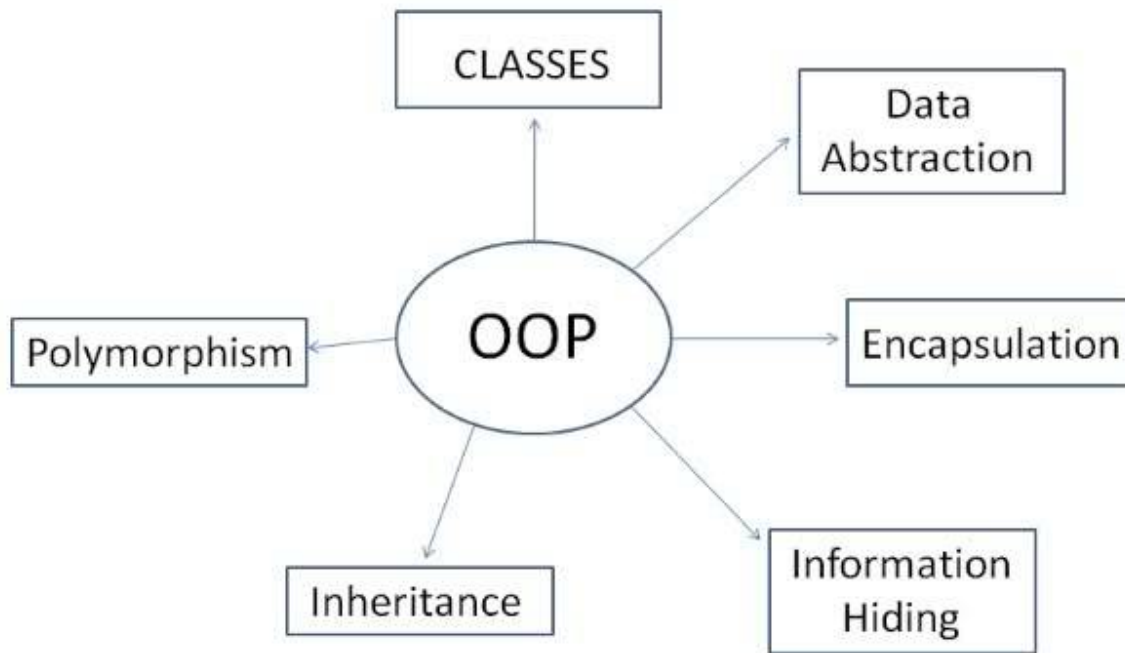 CLASSES
Data
Abstraction
OOP
Polymorphism
Encapsulation
Inheritance
Information
Hiding